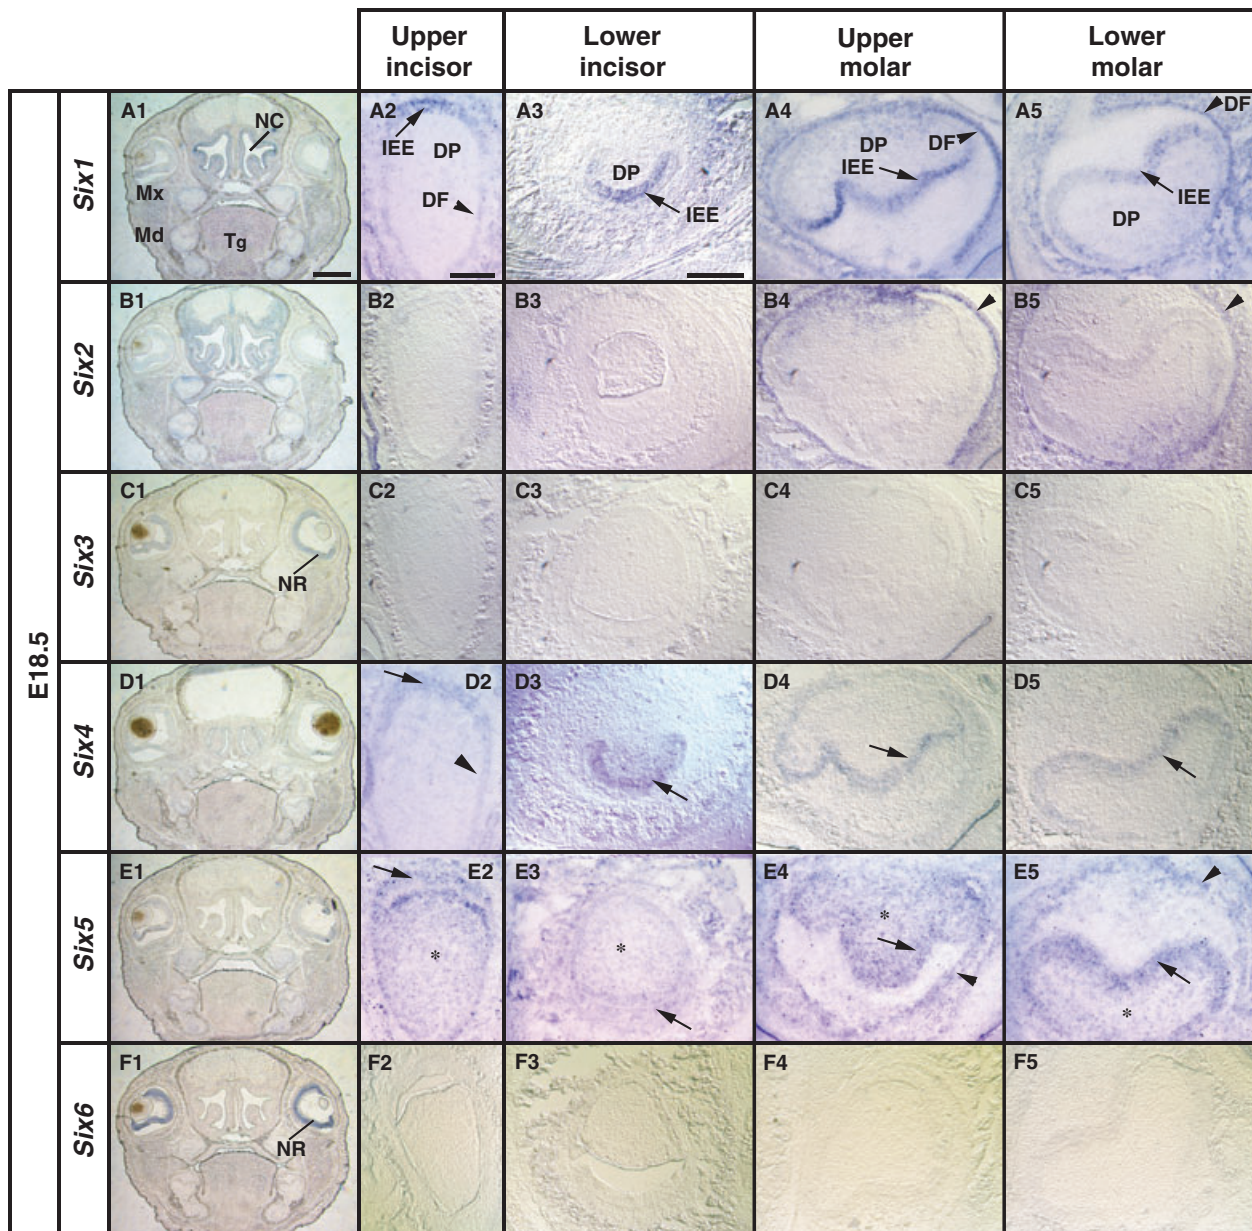 Upper incisor
Lower incisor
Upper molar
Lower molar
E18.5
Six1
A1
NC
Mx
Md
Tg
A2
IEE
DP
DF
A3
DP
IEE
A4
DP
DF
IEE
A5
DF
IEE
DP
Six2
B1
B2
B3
B4
B5
Six3
C1
NR
C2
C3
C4
C5
Six4
D1
D2
D3
D4
D5
Six5
E1
E2
*
E3
*
E4
*
E5
*
Six6
F1
NR
F2
F3
F4
F5